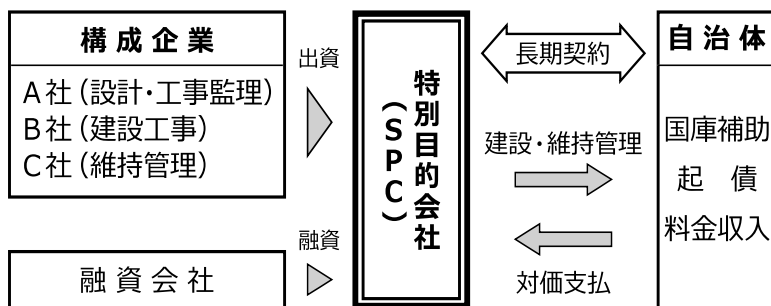 構成企業
A社(設計・工事監理)
B社(建設工事)
C社(維持管理)
融資会社
出資
融資
特別目的会社
(SPC)
長期契約
建設・維持管理
対価支払
自治体
国庫補助
起 債
料金収入